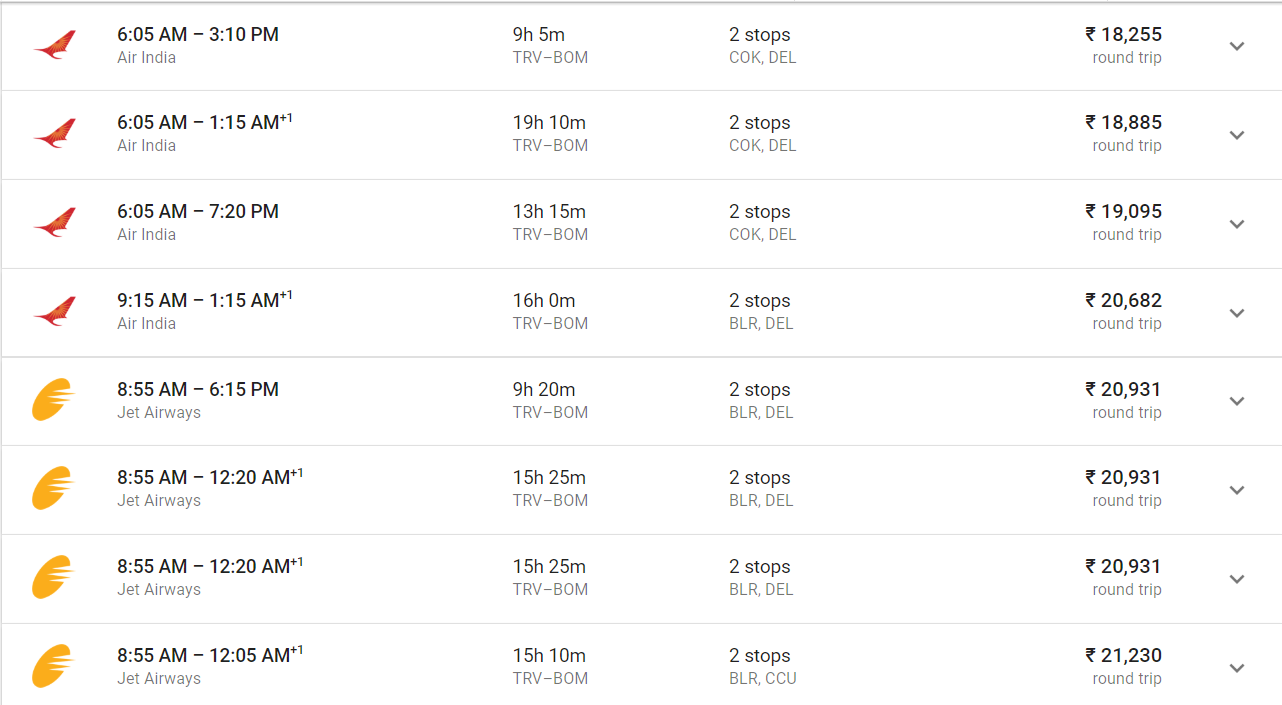 6:05 AM – 3:10 PM 9h 5m 2 stops ₹ 18,255
Air India TRV–BOM COK, DEL round trip
6:05 AM – 1:15 AM+1 19h 10m 2 stops ₹ 18,885
Air India TRV–BOM COK, DEL round trip
6:05 AM – 7:20 PM 13h 15m 2 stops ₹ 19,095
Air India TRV–BOM COK, DEL round trip
9:15 AM – 1:15 AM+1 16h 0m 2 stops ₹ 20,682
Air India TRV–BOM BLR, DEL round trip
8:55 AM – 6:15 PM 9h 20m 2 stops ₹ 20,931
Jet Airways TRV–BOM BLR, DEL round trip
8:55 AM – 12:20 AM+1 15h 25m 2 stops ₹ 20,931
Jet Airways TRV–BOM BLR, DEL round trip
8:55 AM – 12:20 AM+1 15h 25m 2 stops ₹ 20,931
Jet Airways TRV–BOM BLR, DEL round trip
8:55 AM – 12:05 AM+1 15h 10m 2 stops ₹ 21,230
Jet Airways TRV–BOM BLR, CCU round trip